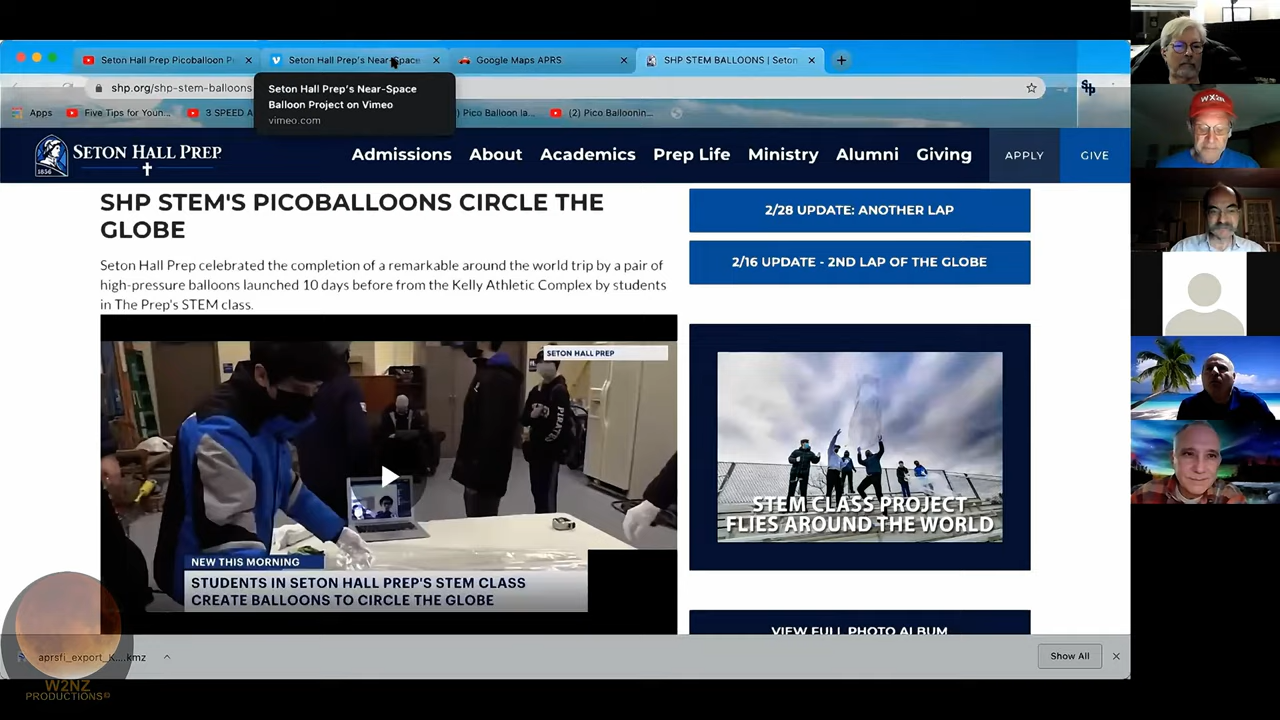 Seton Hall Prep Picoballoon P
Seton Hall Prep's Near-Space
Google Maps APRS
SHP STEM BALLOONS | Seton
shp.org/shp-stem-balloons
Seton Hall Prep's Near-Space
Balloon Project on Vimeo
vimeo.com
Apps
Five Tips for Youn...
3 SPEED A
Pico Balloon la...
(2) Pico Balloonin...
SETON HALL PREP
1856
Admissions
About
Academics
Prep Life
Ministry
Alumni
Giving
APPLY
GIVE
SHP STEM'S PICOBALLOONS CIRCLE THE
GLOBE
Seton Hall Prep celebrated the completion of a remarkable around the world trip by a pair of
high-pressure balloons launched 10 days before from the Kelly Athletic Complex by students
in The Prep's STEM class.
SETON HALL PREP
PIRATES
NEW THIS MORNING
STUDENTS IN SETON HALL PREP'S STEM CLASS
CREATE BALLOONS TO CIRCLE THE GLOBE
2/28 UPDATE: ANOTHER LAP
2/16 UPDATE - 2ND LAP OF THE GLOBE
STEM CLASS PROJECT
FLIES AROUND THE WORLD
VIEW FULL PHOTO ALBUM
aprsfi_export_K....kmz
Show All
W2NZ
PRODUCTIONS©